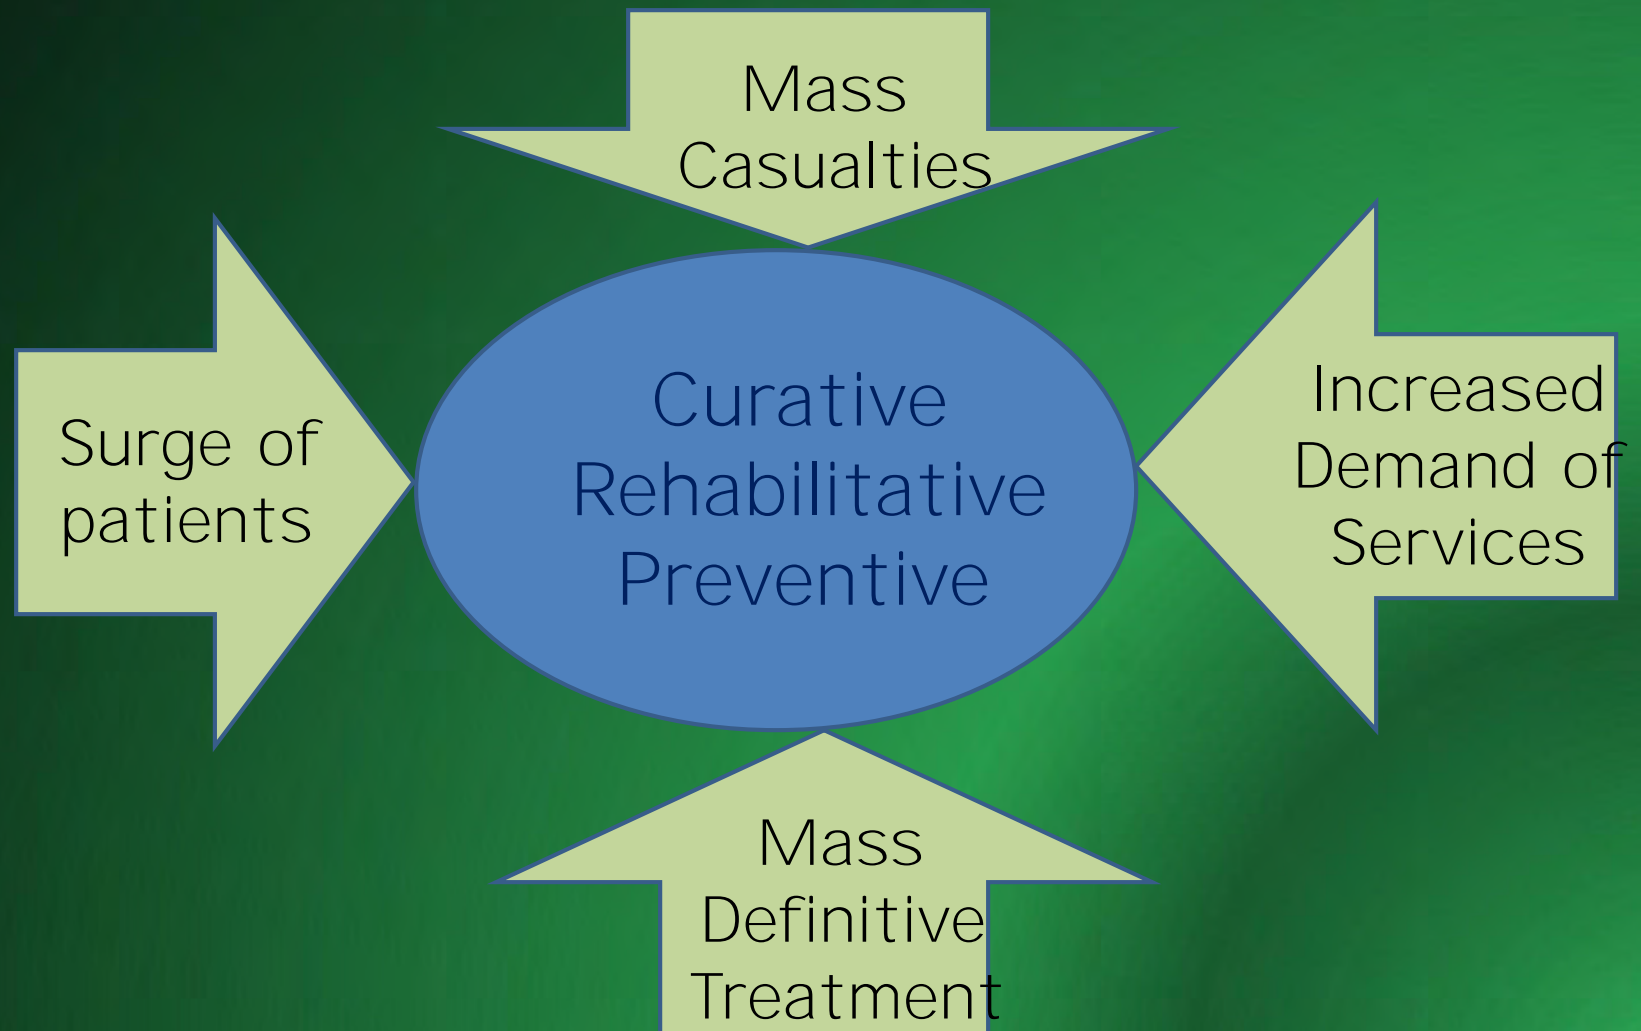 Mass
Casualties
Surge of
patients
Curative
Rehabilitative
Preventive
Increased
Demand of
Services
Mass
Definitive
Treatment